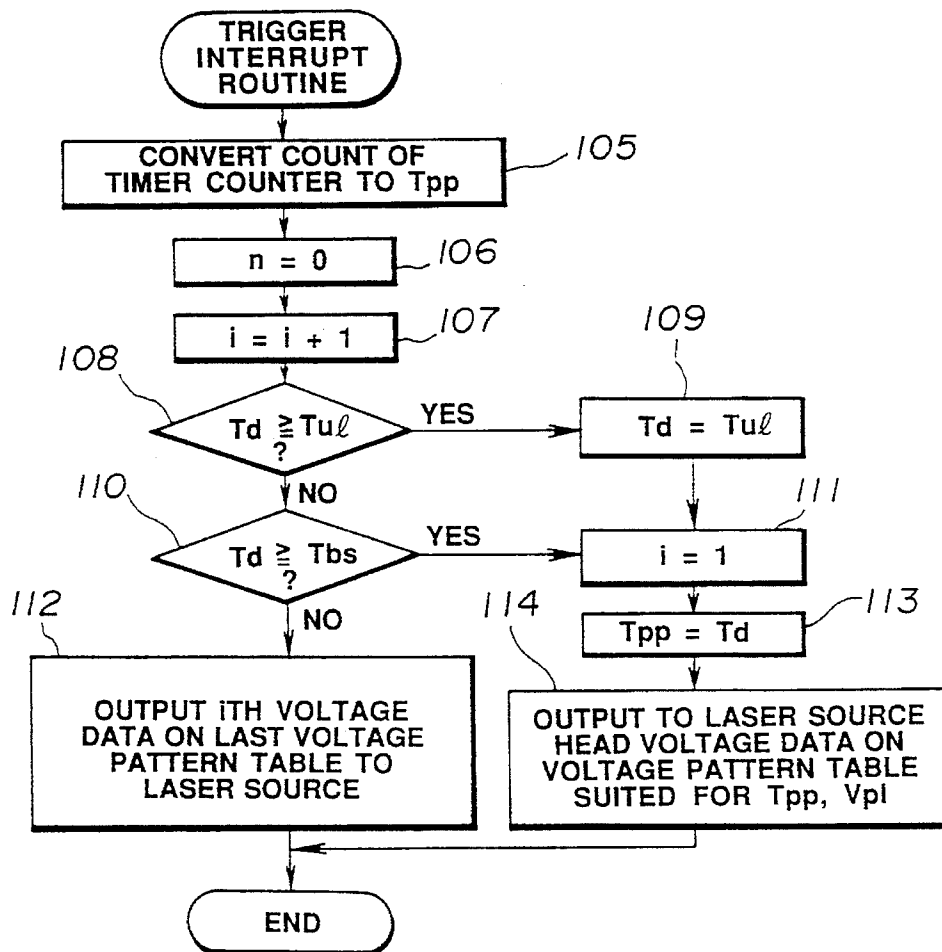 TRIGGER
INTERRUPT
ROUTINE
CONVERT COUNT OF
TIMER COUNTER TO Tpp
105
n = 0
106
i = i + 1
107
108
Td ≧ Tuℓ
?
YES
109
Td = Tuℓ
NO
110
Td ≧ Tbs
?
YES
111
i = 1
NO
113
Tpp = Td
112
OUTPUT iTH VOLTAGE
DATA ON LAST VOLTAGE
PATTERN TABLE TO
LASER SOURCE
114
OUTPUT TO LASER SOURCE
HEAD VOLTAGE DATA ON
VOLTAGE PATTERN TABLE
SUITED FOR Tpp, Vpl
END